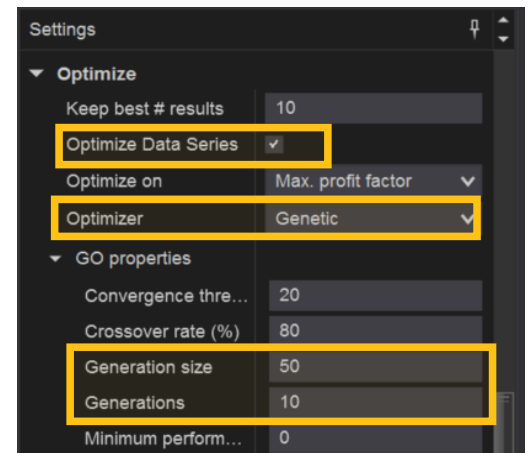 Settings
Optimize
Keep best # results 10
Optimize Data Series
Optimize on Max. profit factor
Optimizer Genetic
GO properties
Convergence thre... 20
Crossover rate (%) 80
Generation size 50
Generations 10
Minimum perform... 0